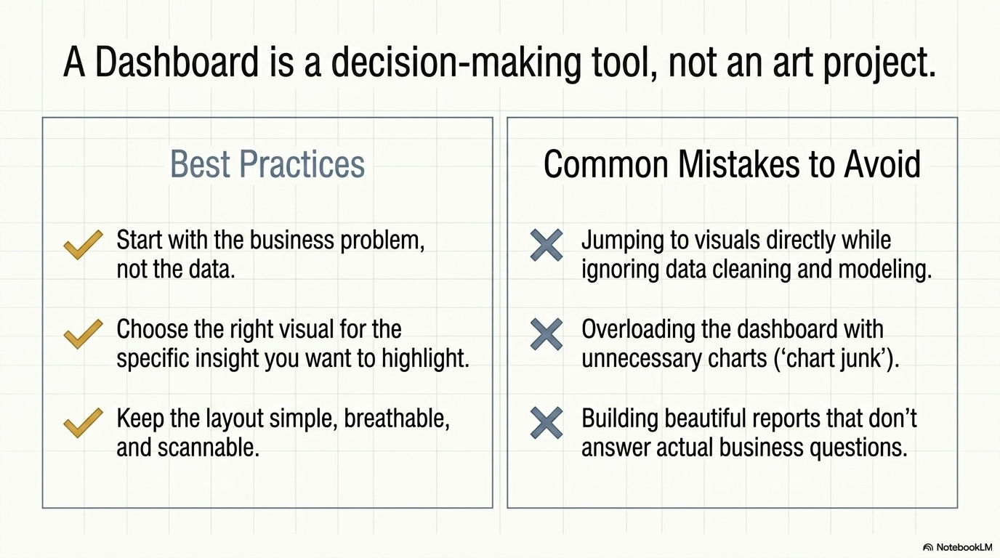 A Dashboard is a decision-making tool, not an art project.
Best Practices
Start with the business problem,
not the data.
Choose the right visual for the
specific insight you want to highlight.
Keep the layout simple, breathable,
and scannable.
Common Mistakes to Avoid
Jumping to visuals directly while
ignoring data cleaning and modeling.
Overloading the dashboard with
unnecessary charts (‘chart junk’).
Building beautiful reports that don’t
answer actual business questions.
NotebookLM